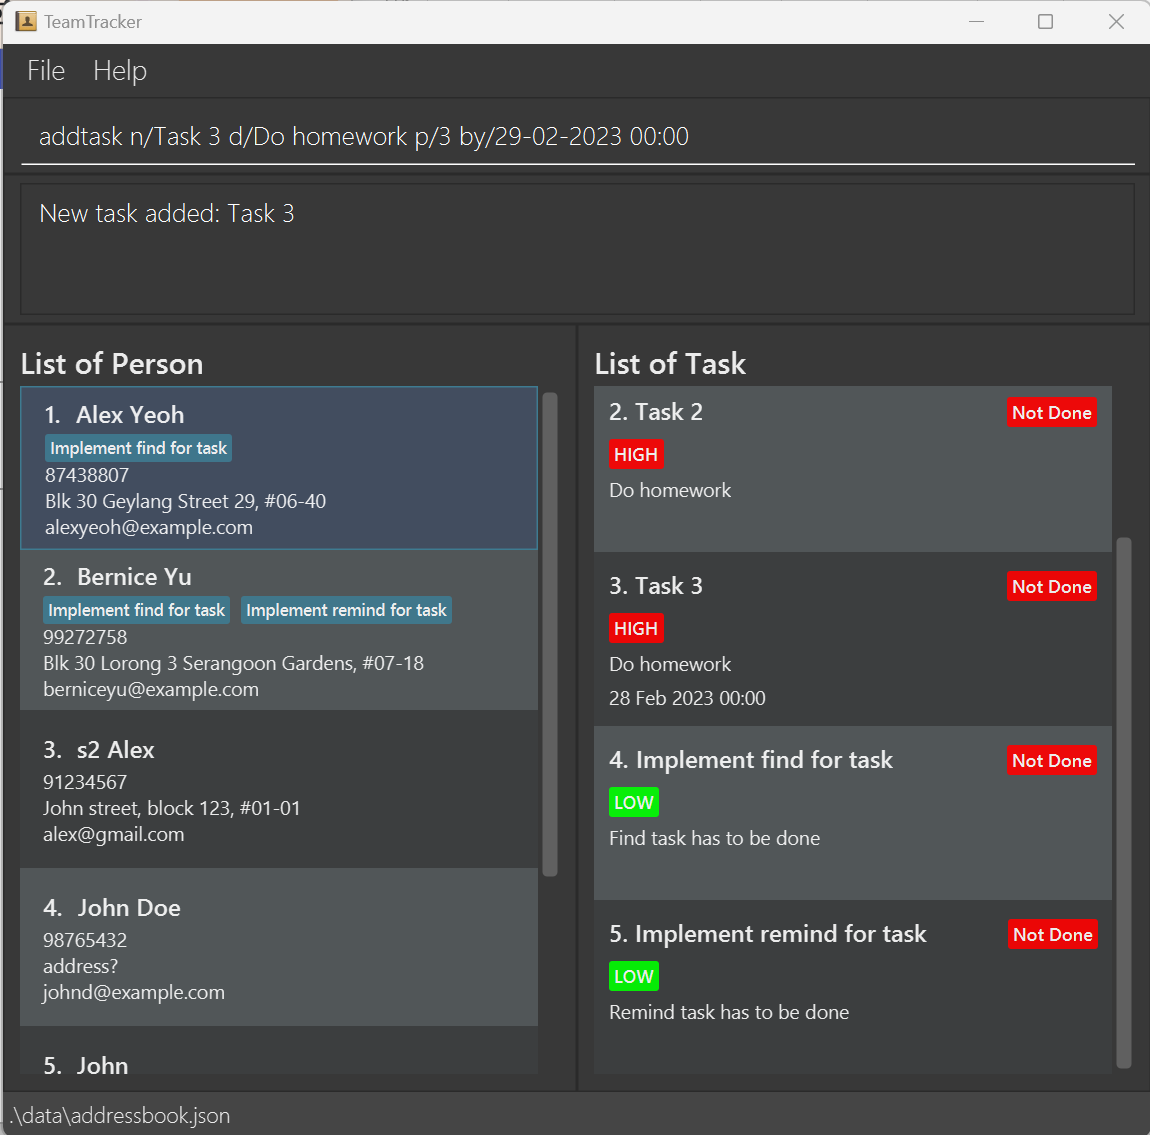 TeamTracker
File Help
addtask n/Task 3 d/Do homework p/3 by/29-02-2023 00:00
New task added: Task 3
List of Person
1. Alex Yeoh
Implement find for task
87438807
Blk 30 Geylang Street 29, #06-40
alexyeoh@example.com
2. Bernice Yu
Implement find for task Implement remind for task
99272758
Blk 30 Lorong 3 Serangoon Gardens, #07-18
berniceyu@example.com
3. s2 Alex
91234567
John street, block 123, #01-01
alex@gmail.com
4. John Doe
98765432
address?
johnd@example.com
5. John
List of Task
2. Task 2 Not Done
HIGH
Do homework
3. Task 3 Not Done
HIGH
Do homework
28 Feb 2023 00:00
4. Implement find for task Not Done
LOW
Find task has to be done
5. Implement remind for task Not Done
LOW
Remind task has to be done
.\data\addressbook.json